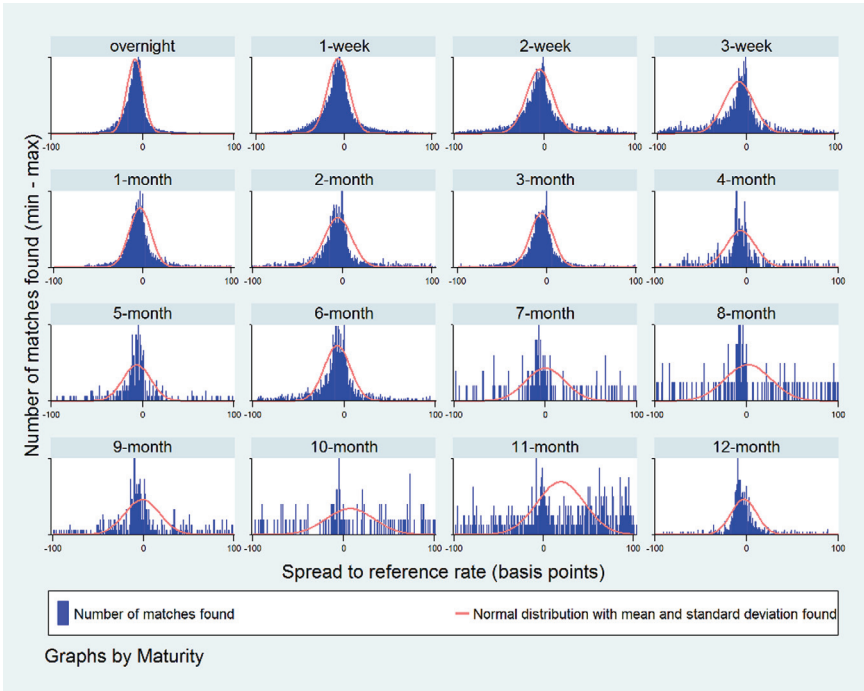 overnight 1-week 2-week 3-week
-100 0 100 -100 0 100 -100 0 100 -100 0 100
1-month 2-month 3-month 4-month
-100 0 100 -100 0 100 -100 0 100 -100 0 100
5-month 6-month 7-month 8-month
-100 0 100 -100 0 100 -100 0 100 -100 0 100
9-month 10-month 11-month 12-month
-100 0 100 -100 0 100 -100 0 100 -100 0 100
Number of matches found (min - max)
Spread to reference rate (basis points)
Number of matches found
Normal distribution with mean and standard deviation found
Graphs by Maturity